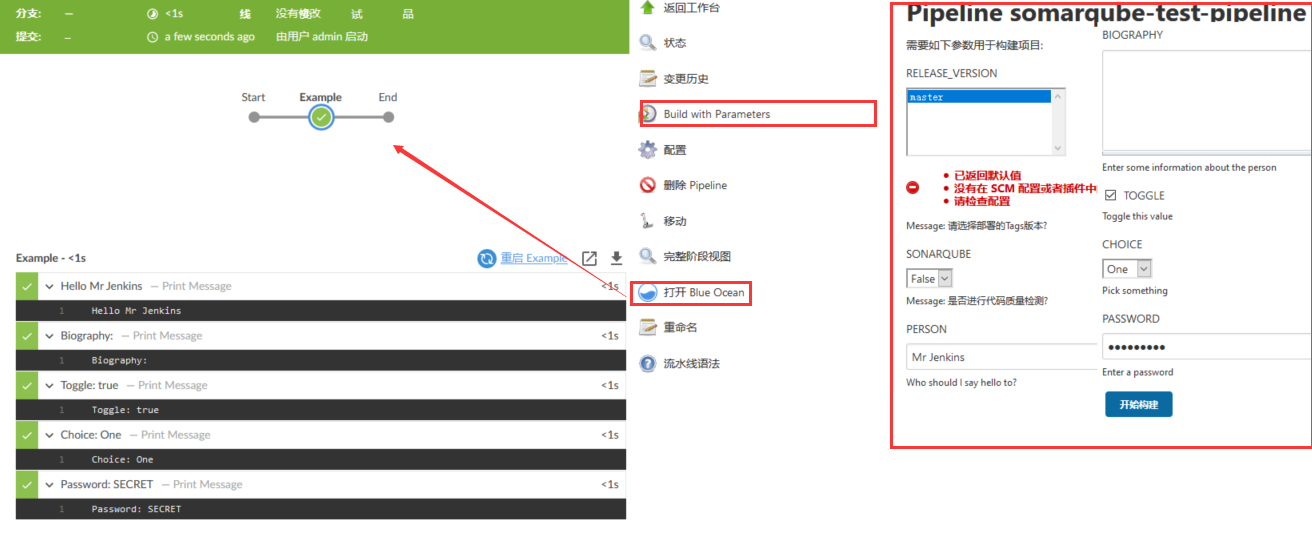 分支: —
<1s
线 没有修改 试 品
提交: —
a few seconds ago
由用户 admin 启动
Start
Example
End
Example - <1s
重启 Example
Hello Mr Jenkins — Print Message
<1s
1 Hello Mr Jenkins
Biography: — Print Message
<1s
1 Biography:
Toggle: true — Print Message
<1s
1 Toggle: true
Choice: One — Print Message
<1s
1 Choice: One
Password: SECRET — Print Message
<1s
1 Password: SECRET
返回工作台
状态
变更历史
Build with Parameters
配置
删除 Pipeline
移动
完整阶段视图
打开 Blue Ocean
重命名
流水线语法
Pipeline somarqube-test-pipeline
需要如下参数用于构建项目:
RELEASE_VERSION
master
已返回默认值
没有在 SCM 配置或者插件中
请检查配置
Message: 请选择部署的Tags版本?
SONARQUBE
False
Message: 是否进行代码质量检测?
PERSON
Mr Jenkins
Who should I say hello to?
BIOGRAPHY
Enter some information about the person
TOGGLE
Toggle this value
CHOICE
One
Pick something
PASSWORD
•••••••••
Enter a password
开始构建